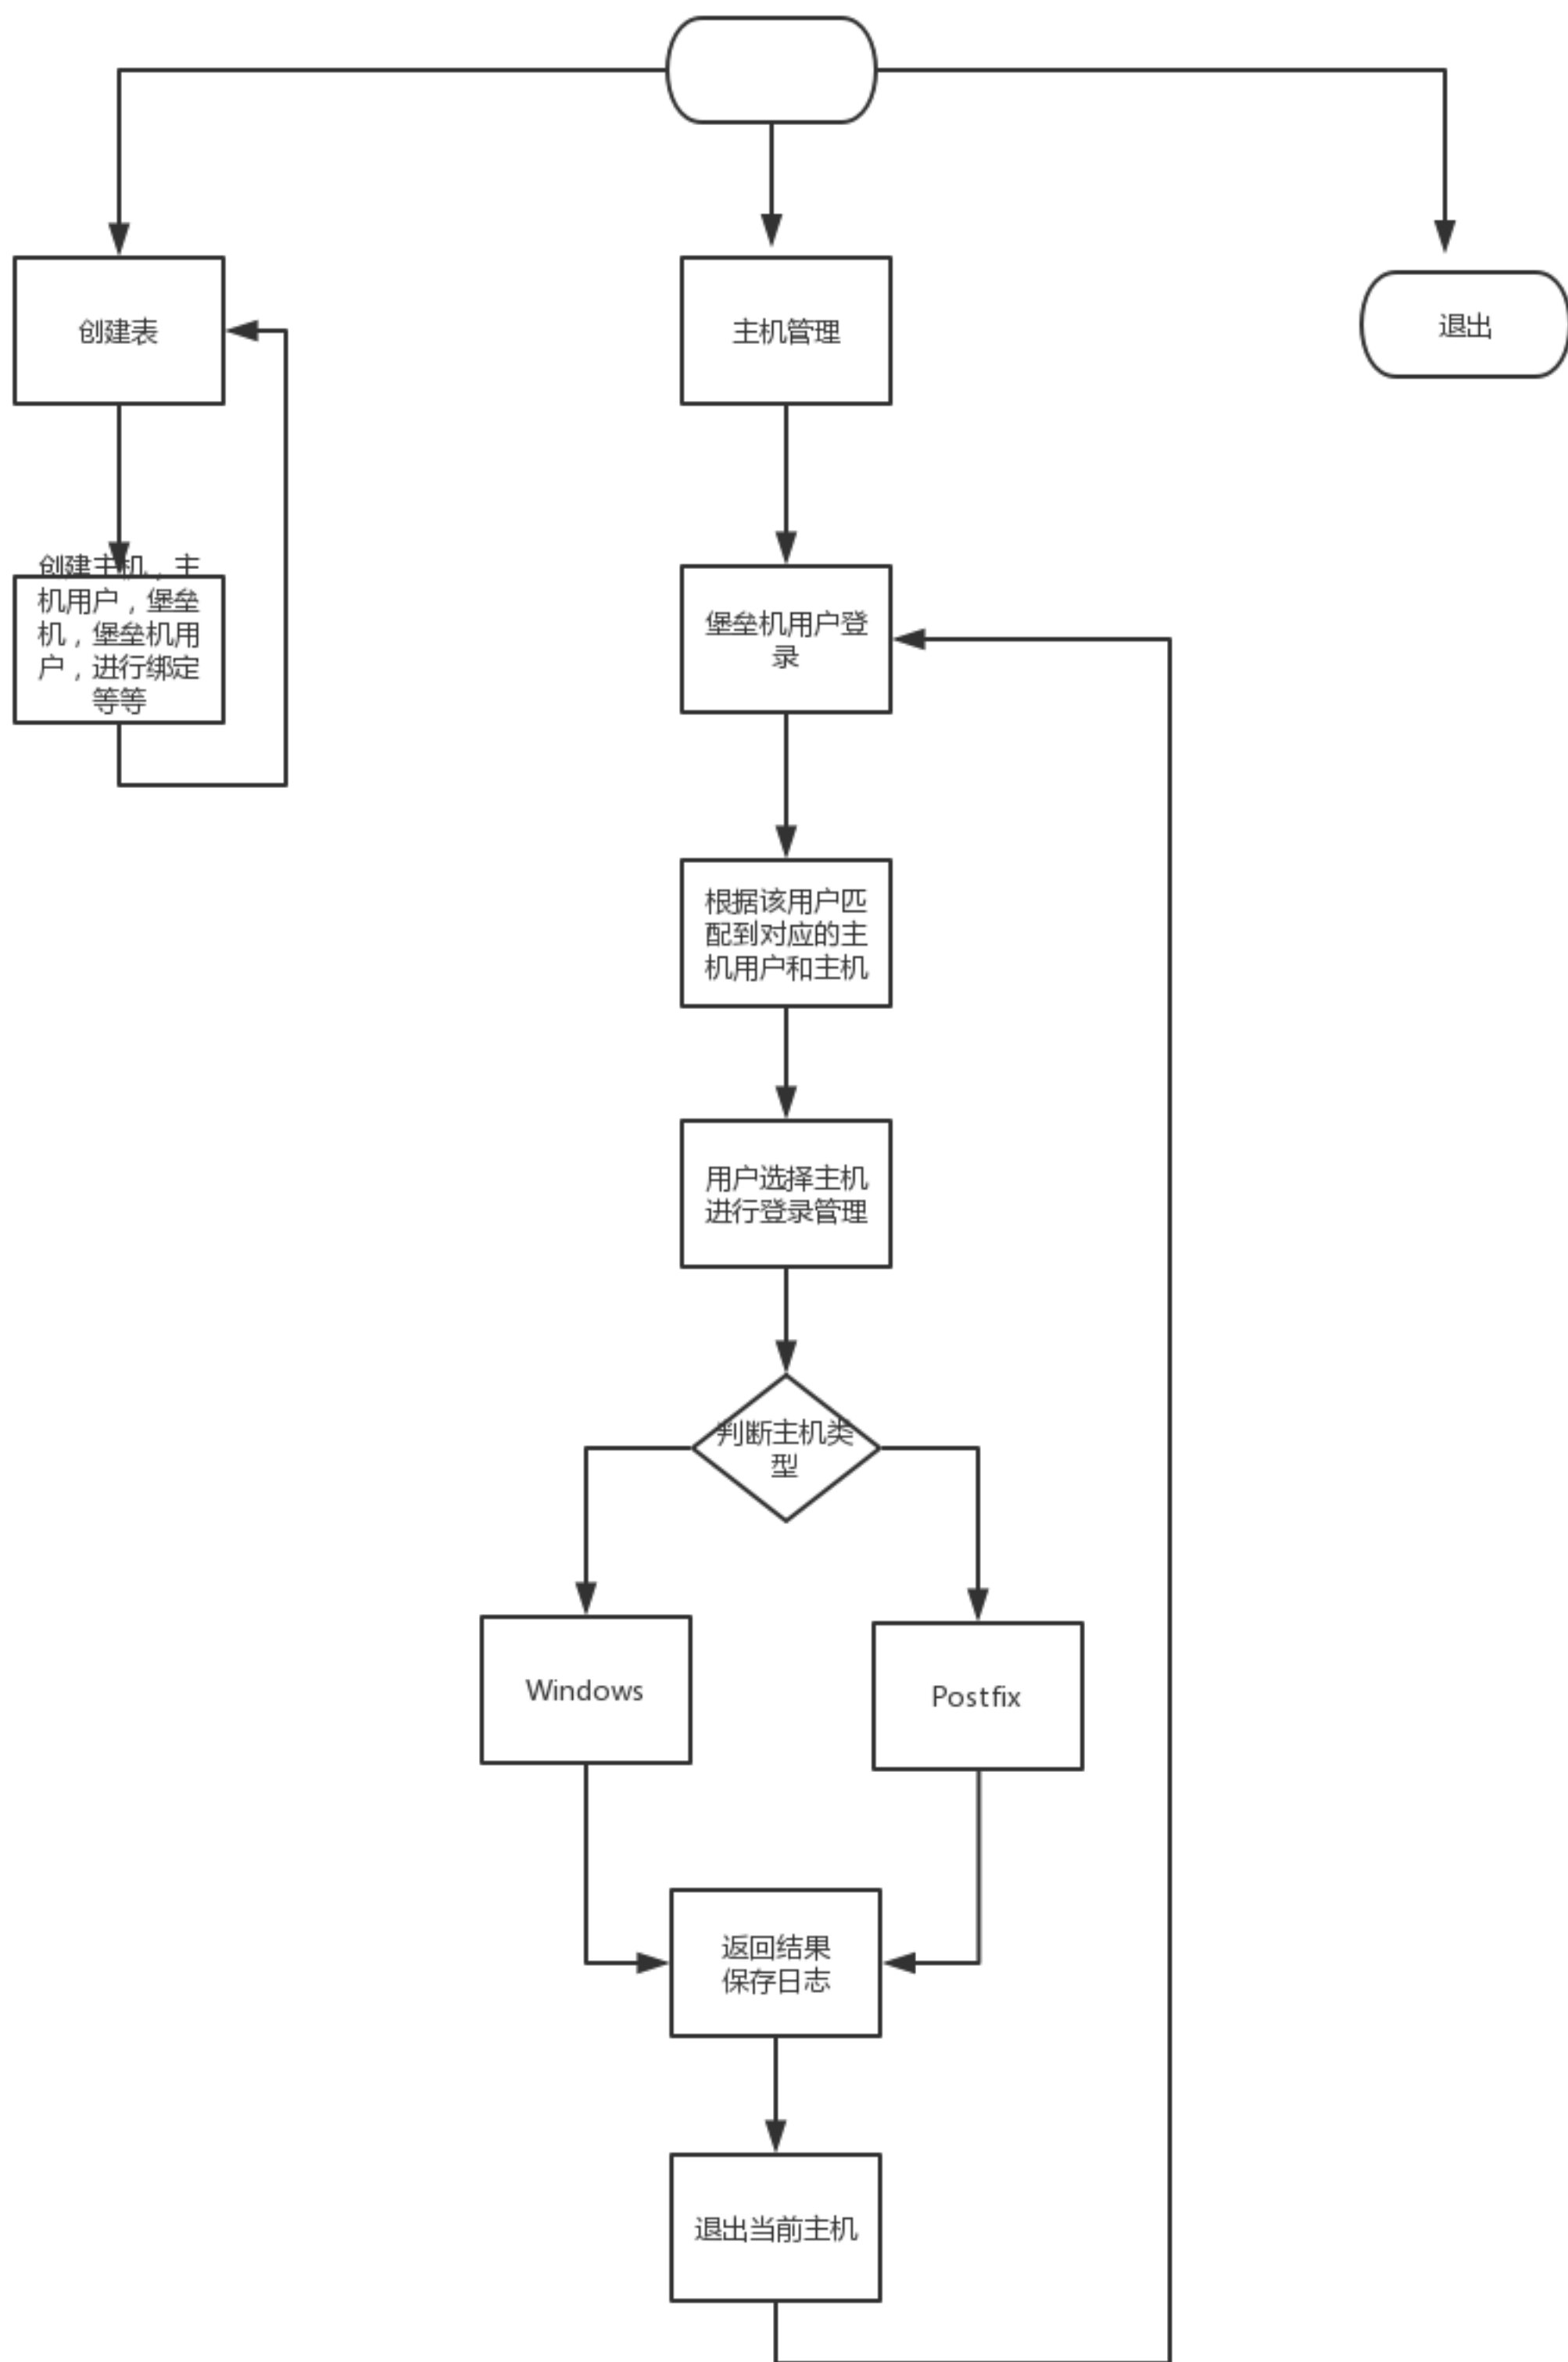 创建表
主机管理
退出
创建主机，主
机用户，堡垒
机，堡垒机用
户，进行绑定
等等
堡垒机用户登
录
根据该用户匹
配到对应的主
机用户和主机
用户选择主机
进行登录管理
判断主机类
型
Windows
Postfix
返回结果
保存日志
退出当前主机